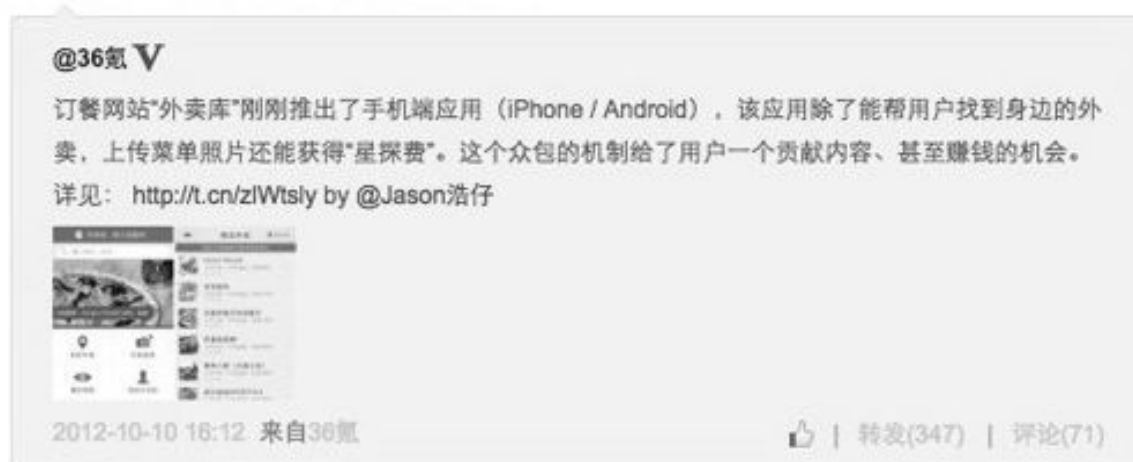 @36氪 V
订餐网站“外卖库”刚刚推出了手机端应用（iPhone / Android），该应用除了能帮用户找到身边的外
卖，上传菜单照片还能获得“星探费”。这个众包的机制给了用户一个贡献内容、甚至赚钱的机会。
详见： http://t.cn/zlWtsly by @Jason浩仔
2012-10-10 16:12 来自36氪
| 转发(347) | 评论(71)